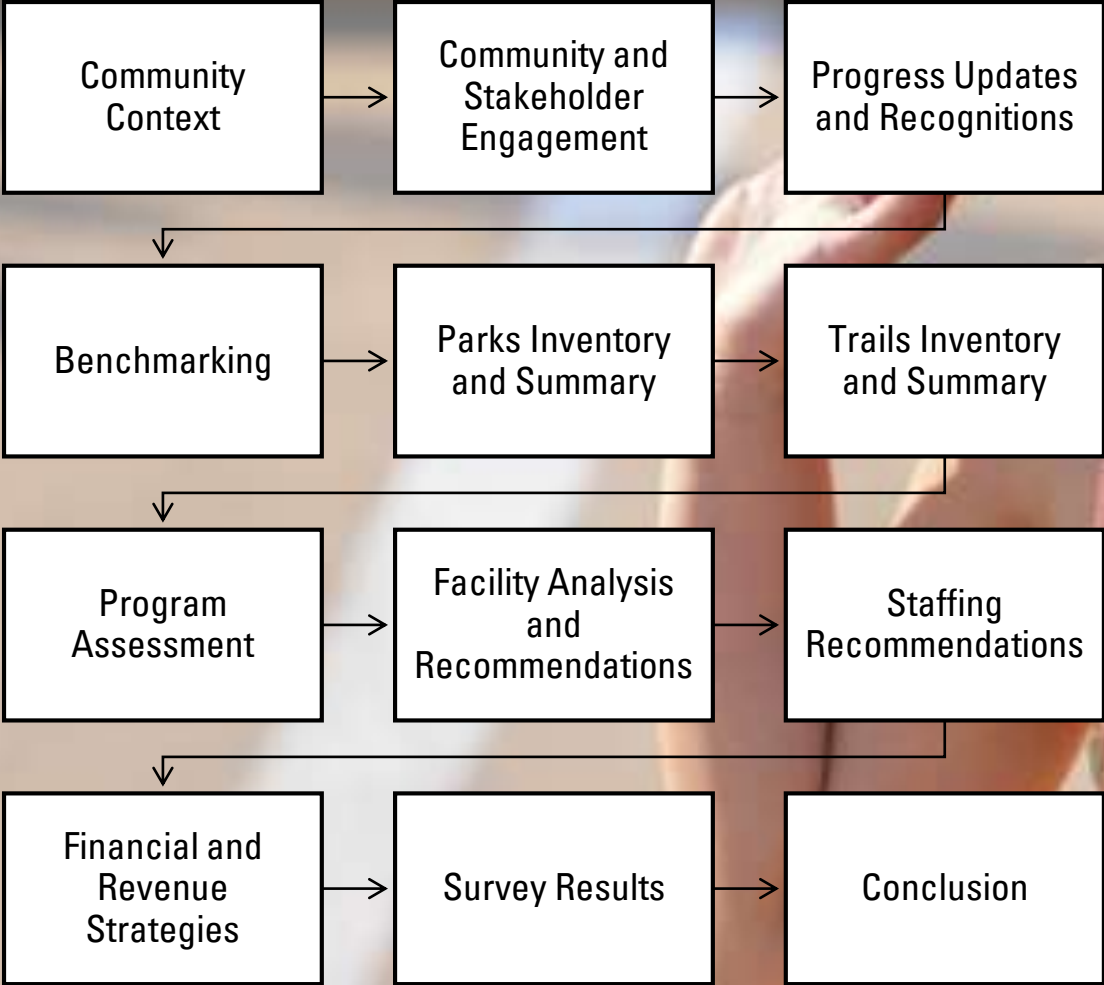 Community
Context
Community and
Stakeholder
Engagement
Progress Updates
and Recognitions
Benchmarking
Parks Inventory
and Summary
Trails Inventory
and Summary
Program
Assessment
Facility Analysis
and
Recommendations
Staffing
Recommendations
Financial and
Revenue
Strategies
Survey Results
Conclusion